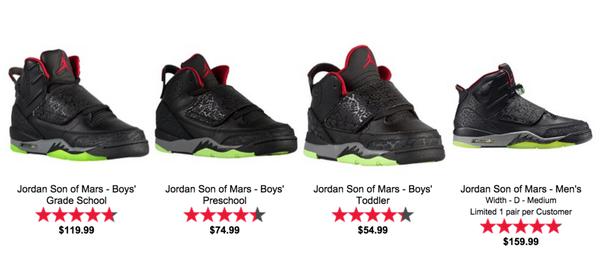 Jordan Son of Mars - Boys'
Grade School
$119.99
Jordan Son of Mars - Boys'
Preschool
$74.99
Jordan Son of Mars - Boys'
Toddler
$54.99
Jordan Son of Mars - Men's
Width - D - Medium
Limited 1 pair per Customer
$159.99